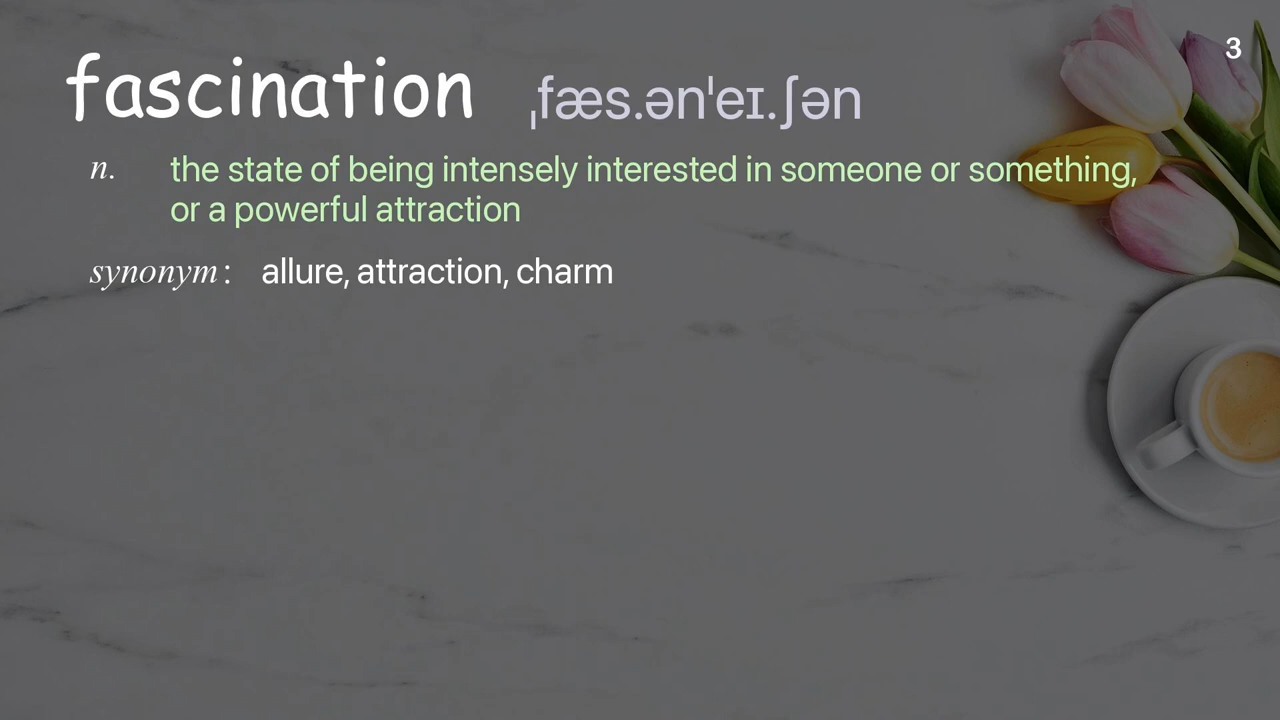 3
fascination ˌfæs.ənˈeɪ.ʃən
n. the state of being intensely interested in someone or something,
or a powerful attraction
synonym: allure, attraction, charm